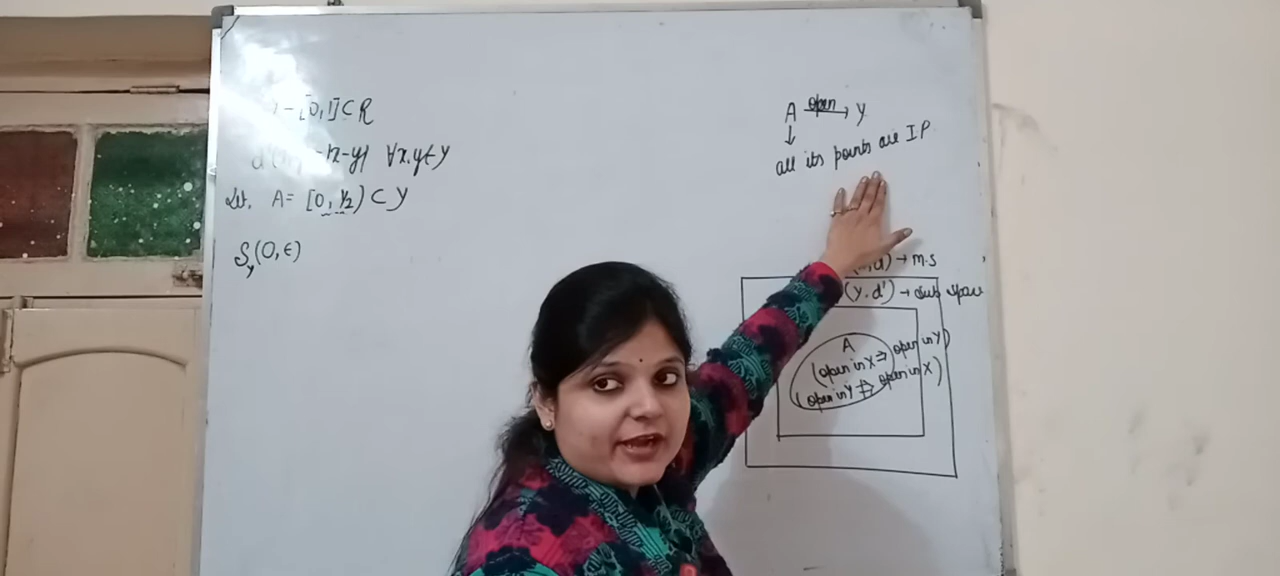 - [0,1] ⊂ R
= |x-y| ∀ x,y ∈ Y
Let, A = [0, 1/2) ⊂ Y
S_Y(0,ϵ)
A open→ Y
↓
all its points are I P
→ m.s
(Y, d') → sub space
A
(open in X ⇒ open in Y)
(open in Y ⇏ open in X)